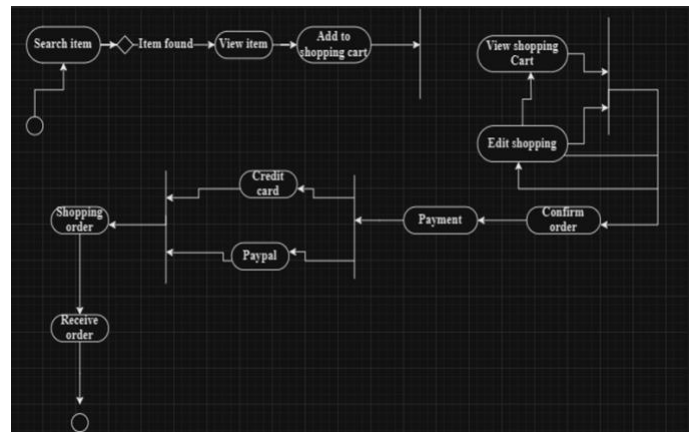 Search item
Item found
View item
Add to
shopping cart
View shopping
Cart
Edit shopping
Credit
card
Shopping
order
Payment
Confirm
order
Paypal
Receive
order